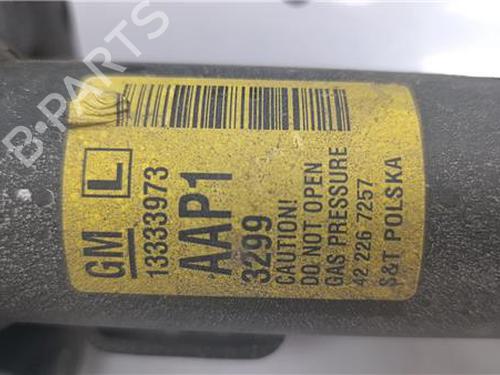 GM L
13333973
AAP1
3299
CAUTION!
DO NOT OPEN
GAS PRESSURE
42 226 7257
S&T POLSKA
B-PARTS